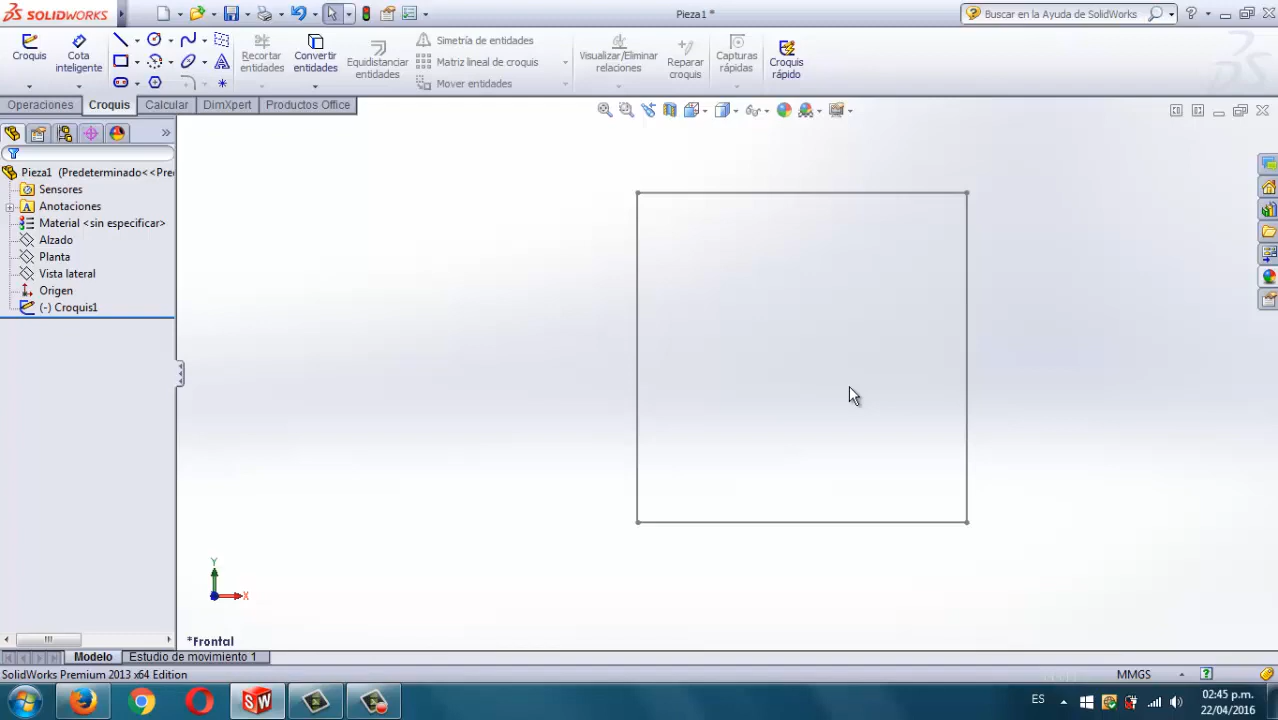 SOLIDWORKS
Pieza1 *
Buscar en la Ayuda de SolidWorks
Croquis
Cota inteligente
Recortar entidades
Convertir entidades
Equidistanciar entidades
Simetría de entidades
Matriz lineal de croquis
Mover entidades
Visualizar/Eliminar relaciones
Reparar croquis
Capturas rápidas
Croquis rápido
Operaciones
Croquis
Calcular
DimXpert
Productos Office
Pieza1 (Predeterminado<<Pre
Sensores
A Anotaciones
Material <sin especificar>
Alzado
Planta
Vista lateral
Origen
(-) Croquis1
Y
X
*Frontal
Modelo
Estudio de movimiento 1
SolidWorks Premium 2013 x64 Edition
MMGS
SW
ES
02:45 p.m.
22/04/2016